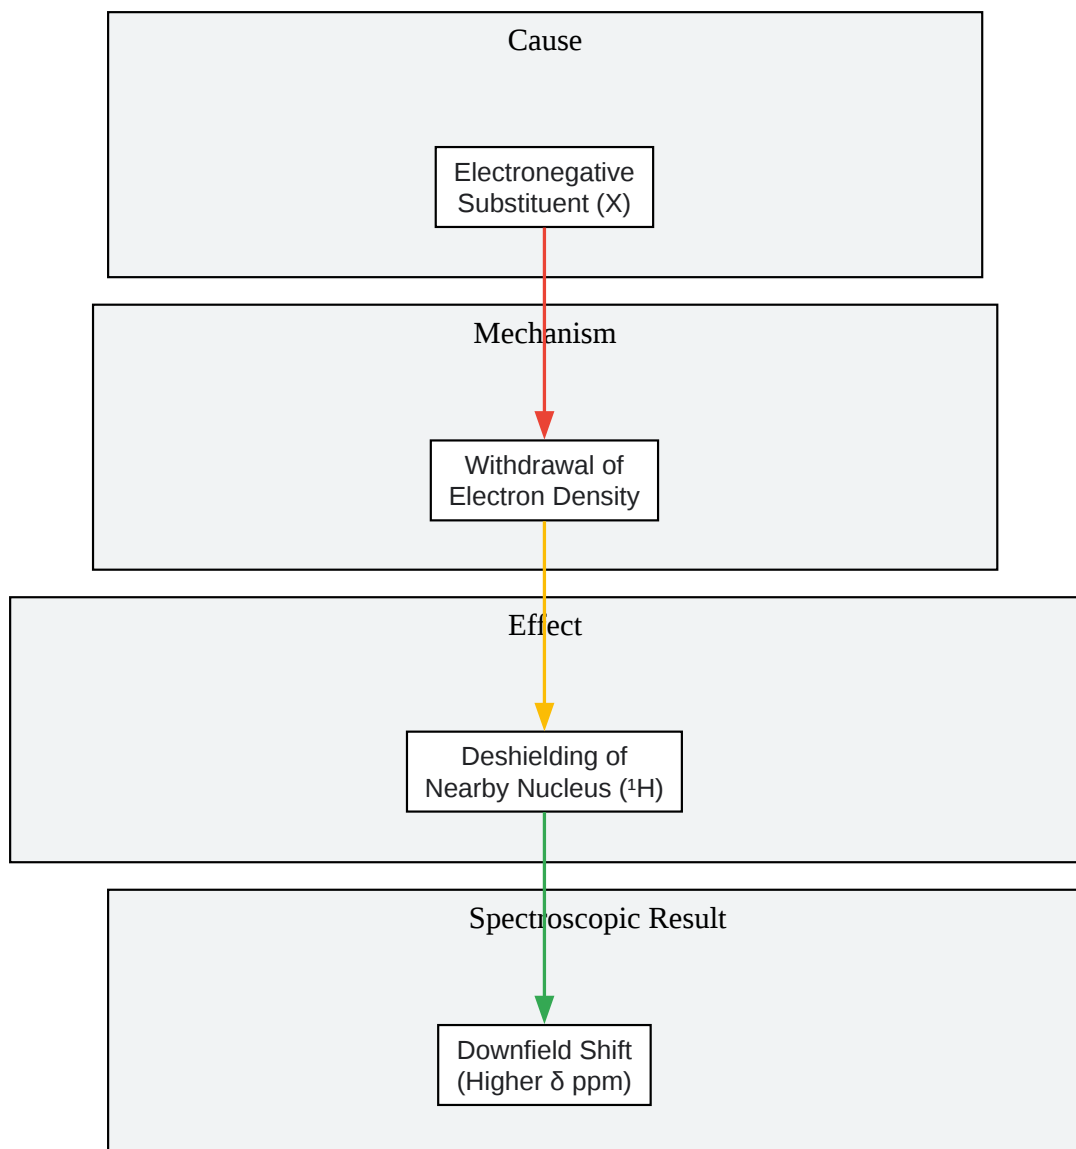 Cause
Electronegative
Substituent (X)
Mechanism
Withdrawal of
Electron Density
Effect
Deshielding of
Nearby Nucleus (¹H)
Spectroscopic Result
Downfield Shift
(Higher δ ppm)